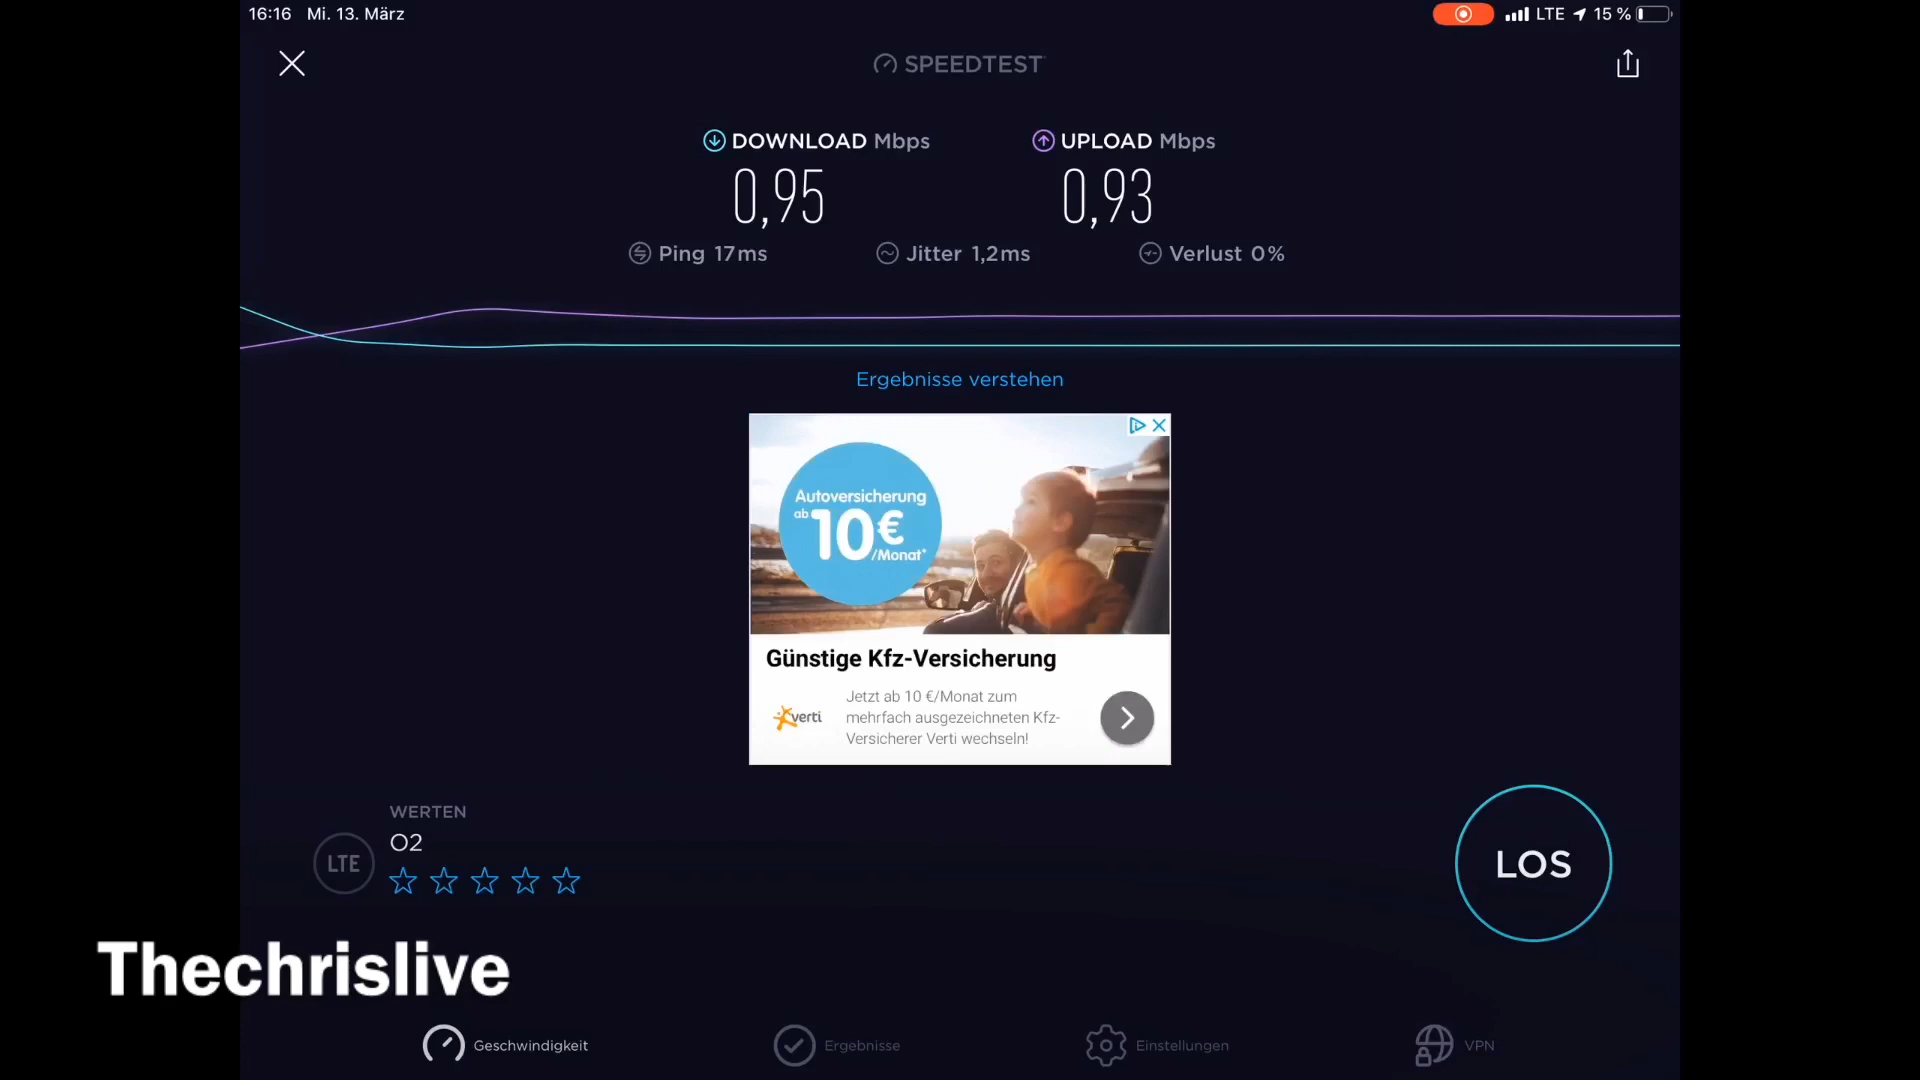 16:16 Mi. 13. März
LTE 15 %
SPEEDTEST
DOWNLOAD Mbps
0,95
UPLOAD Mbps
0,93
Ping 17ms
Jitter 1,2ms
Verlust 0%
Ergebnisse verstehen
Autoversicherung
ab 10€
/Monat*
Günstige Kfz-Versicherung
verti
Jetzt ab 10 €/Monat zum
mehrfach ausgezeichneten Kfz-
Versicherer Verti wechseln!
WERTEN
O2
LTE
LOS
Thechrislive
Geschwindigkeit
Ergebnisse
Einstellungen
VPN